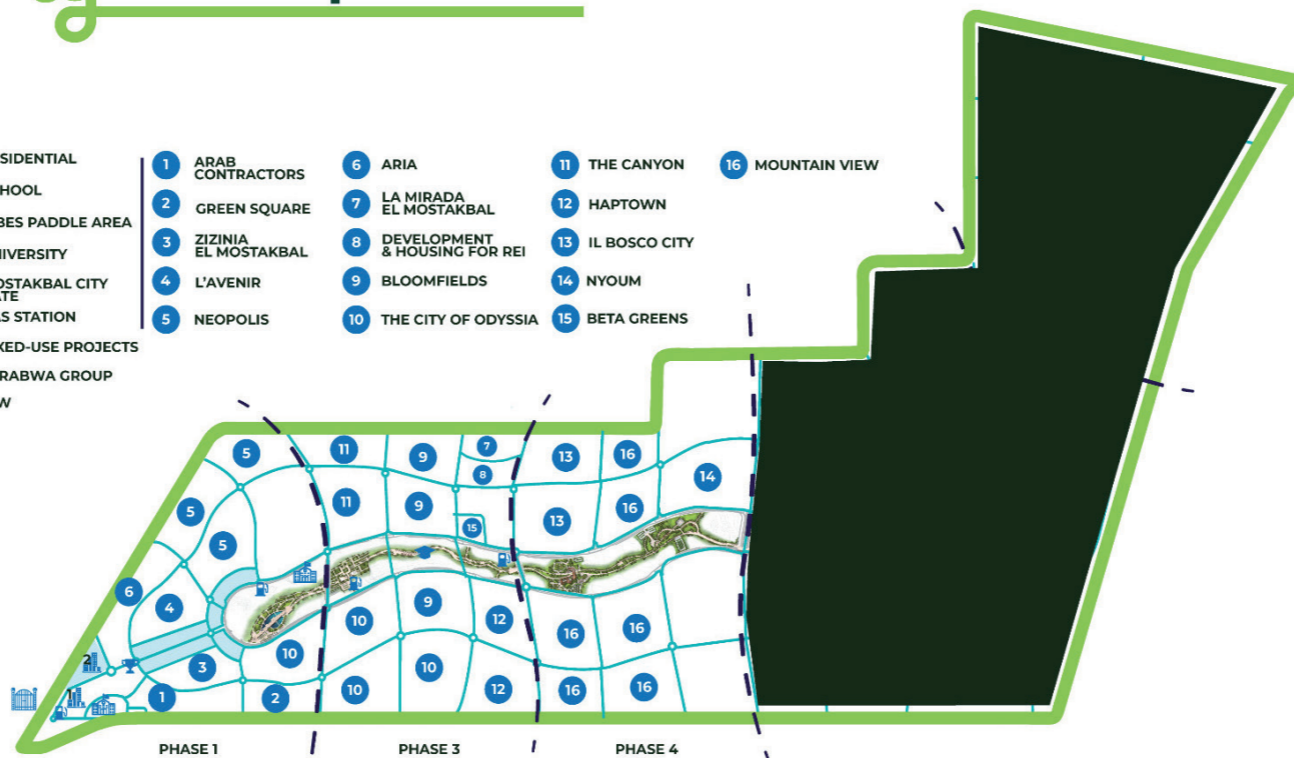 SIDENTIAL
HOOL
BES PADDLE AREA
NIVERSITY
OSTAKBAL CITY
ATE
AS STATION
XED-USE PROJECTS
RABWA GROUP
W
1 ARAB
CONTRACTORS
2 GREEN SQUARE
3 ZIZINIA
EL MOSTAKBAL
4 L'AVENIR
5 NEOPOLIS
6 ARIA
7 LA MIRADA
EL MOSTAKBAL
8 DEVELOPMENT
& HOUSING FOR REI
9 BLOOMFIELDS
10 THE CITY OF ODYSSIA
11 THE CANYON
12 HAPTOWN
13 IL BOSCO CITY
14 NYOUM
15 BETA GREENS
16 MOUNTAIN VIEW
5 11 9 7 13 16
8 14
5 11 9 16
5 15 13
6 4 10 9 12 16 16
2 3 10 10
1 1 2 10 12 16 16
PHASE 1 PHASE 3 PHASE 4